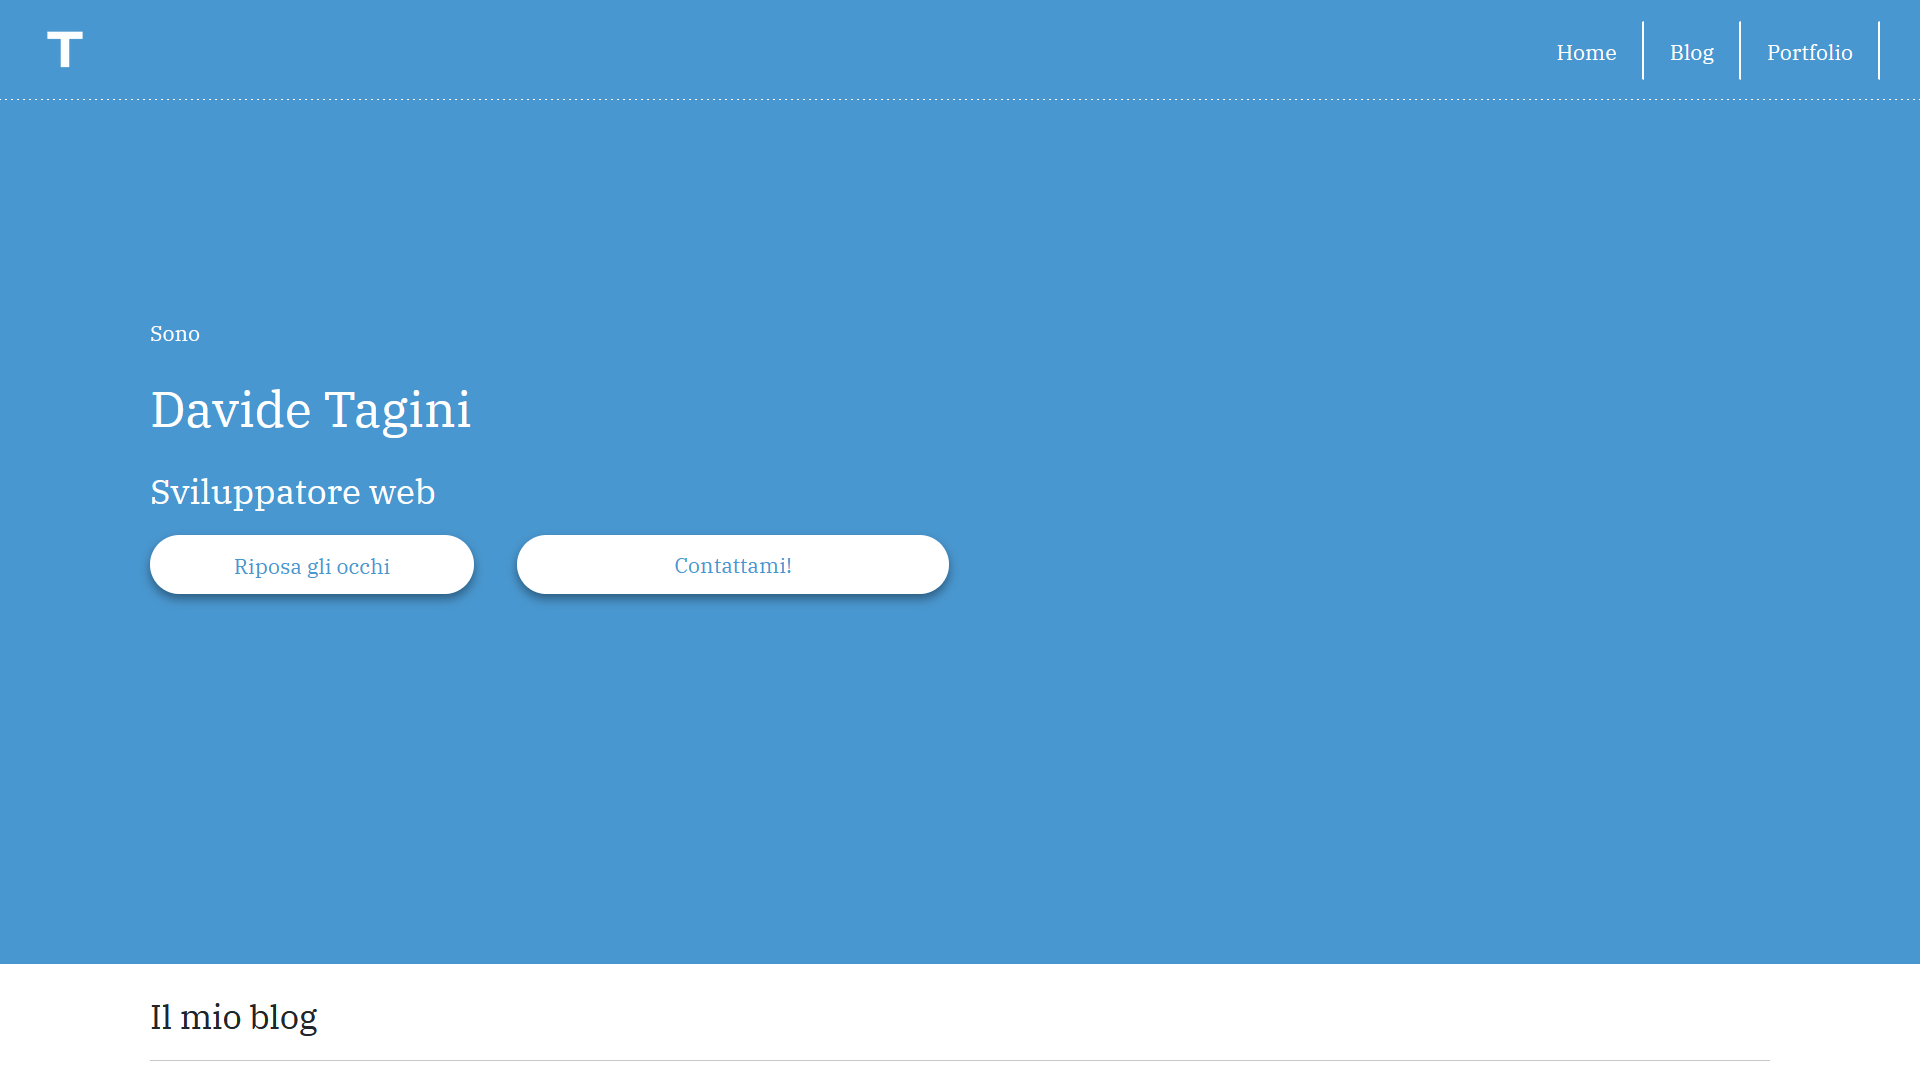 T
Home
Blog
Portfolio
Sono
Davide Tagini
Sviluppatore web
Riposa gli occhi
Contattami!
Il mio blog